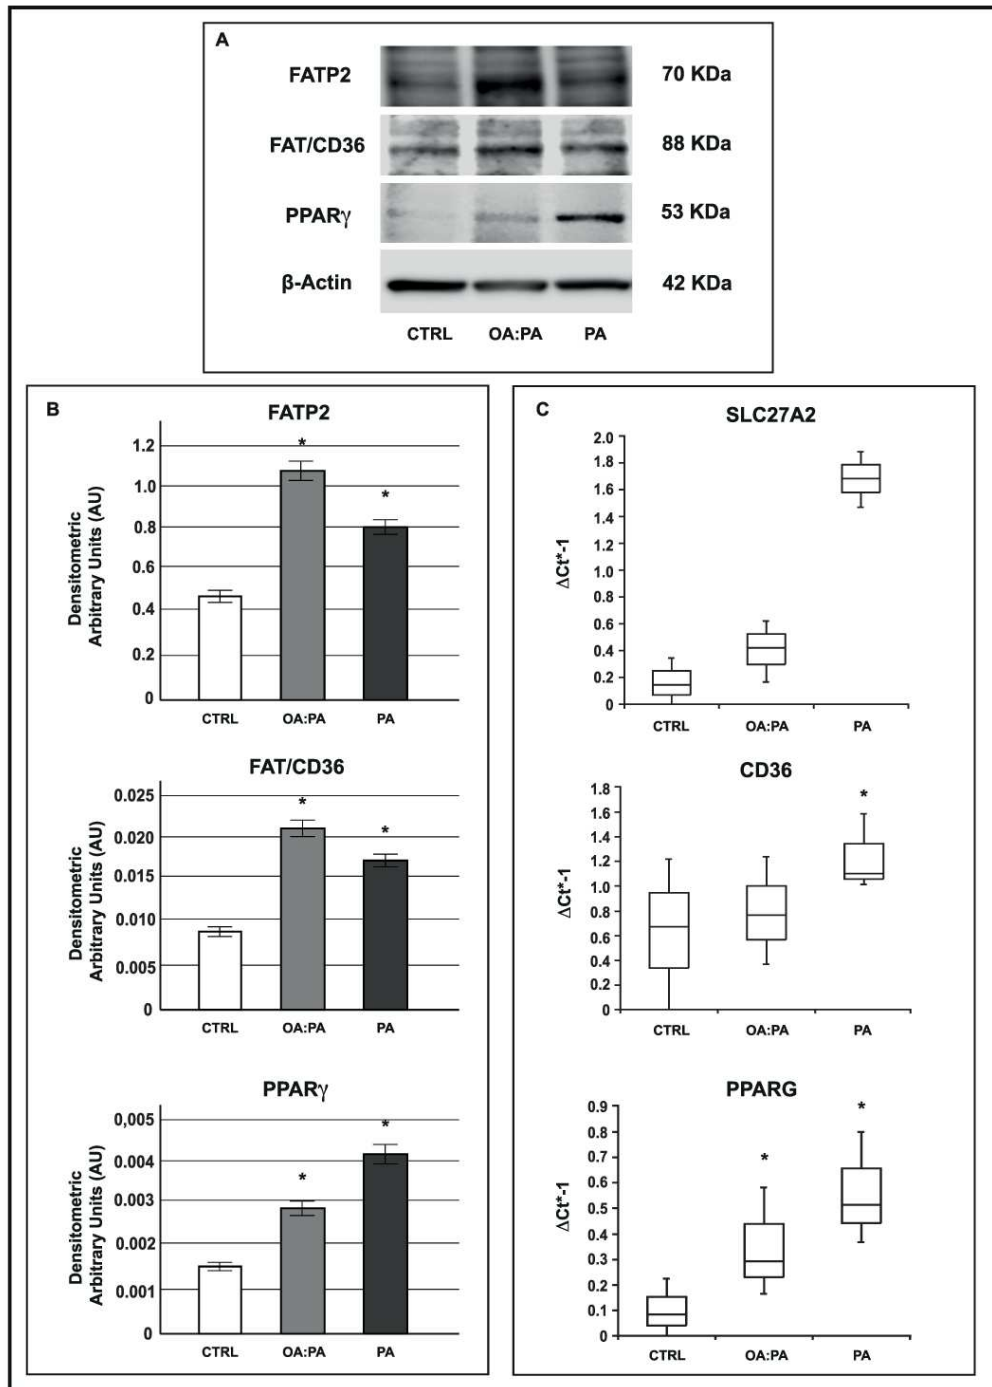 A
FATP2 70 KDa
FAT/CD36 88 KDa
PPARγ 53 KDa
β-Actin 42 KDa
CTRL OA:PA PA
B
FATP2
Densitometric
Arbitrary Units (AU)
1.2
1.0
0.8
0.6
0.4
0.2
0
* *
CTRL OA:PA PA
FAT/CD36
Densitometric
Arbitrary Units (AU)
0.025
0.020
0.015
0.010
0.005
0
* *
CTRL OA:PA PA
PPARγ
Densitometric
Arbitrary Units (AU)
0,005
0.004
0.003
0.002
0.001
0
* *
CTRL OA:PA PA
C
SLC27A2
ΔCt*-1
2.0
1.8
1.6
1.4
1.2
1.0
0.8
0.6
0.4
0.2
0
CTRL OA:PA PA
CD36
ΔCt*-1
1.8
1.6
1.4
1.2
1.0
0.8
0.6
0.4
0.2
0
*
CTRL OA:PA PA
PPARG
ΔCt*-1
0.9
0.8
0.7
0.6
0.5
0.4
0.3
0.2
0.1
0
* *
CTRL OA:PA PA